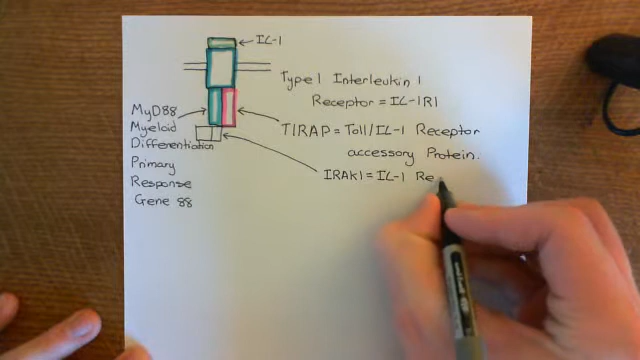 IL-1
Type 1 Interleukin 1
Receptor = IL-1R1
MyD88
Myeloid
Differentiation
Primary
Response
Gene 88
TIRAP = Toll/IL-1 Receptor
accessory Protein.
IRAK1 = IL-1 Re